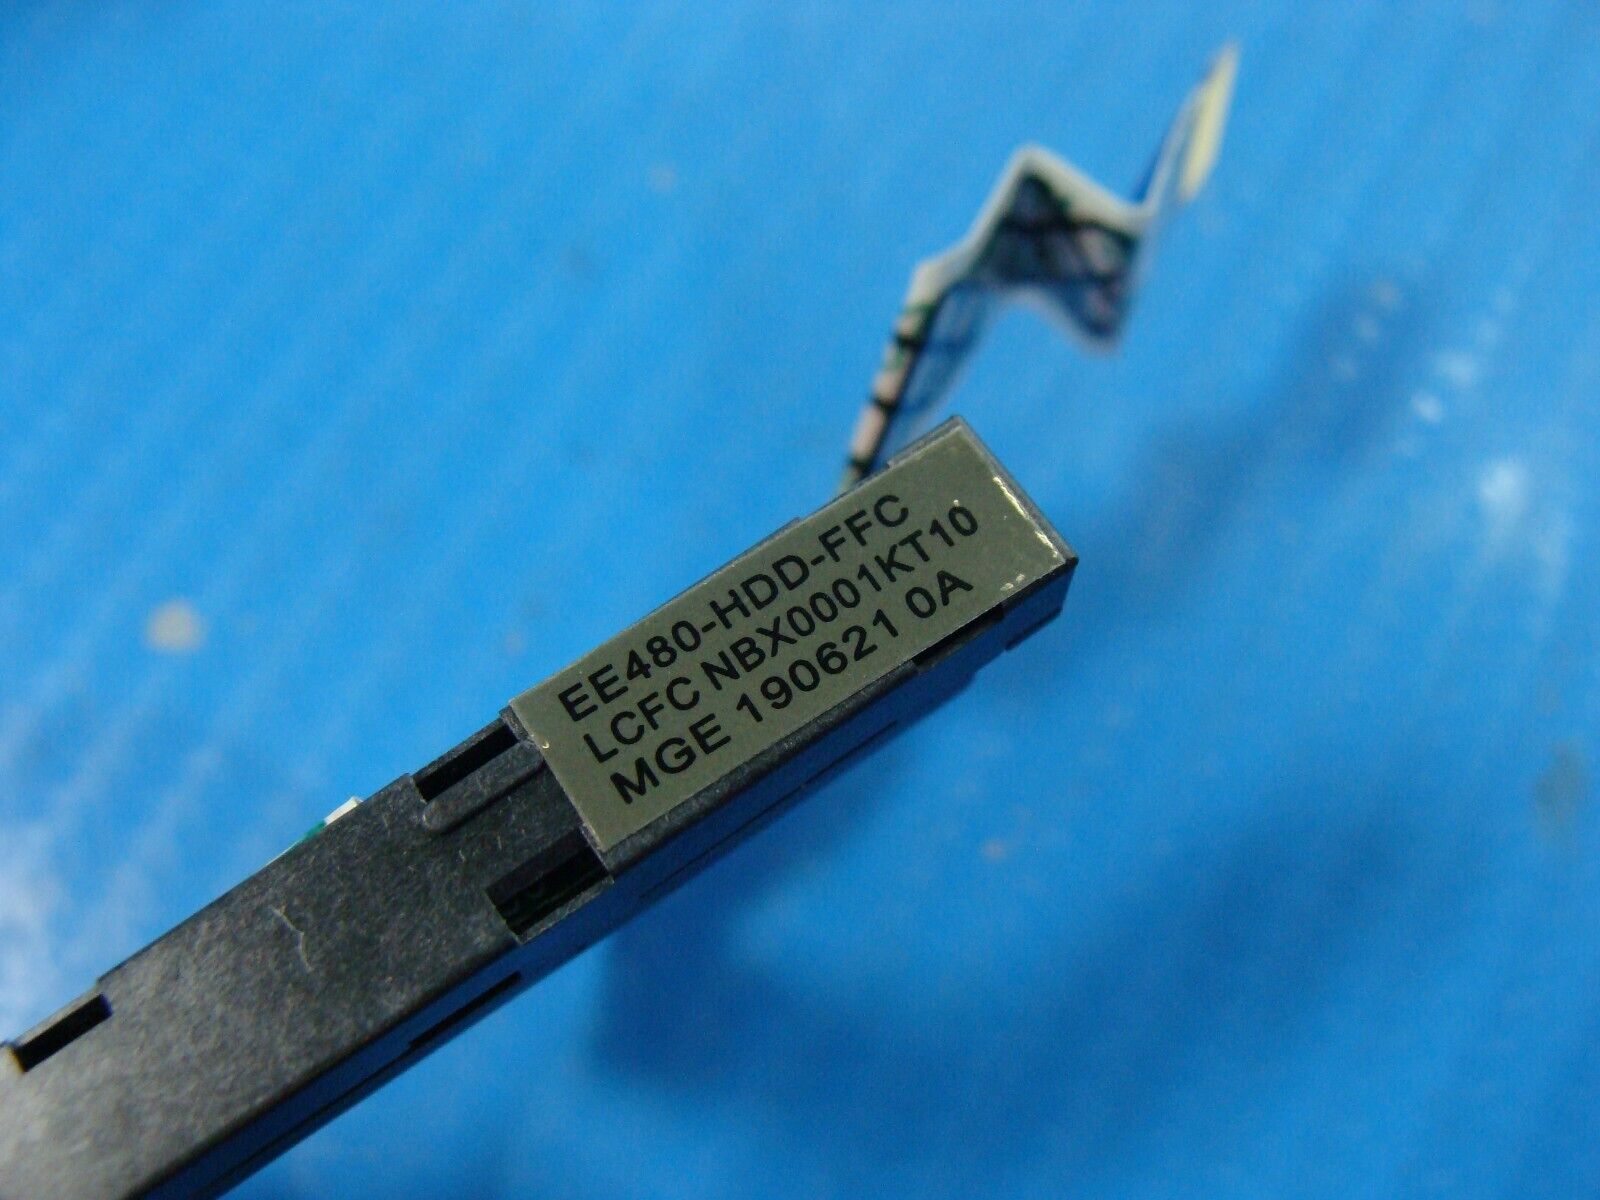 EE480-HDD-FFC
LCFC NBX0001KT10
MGE 190621 0A